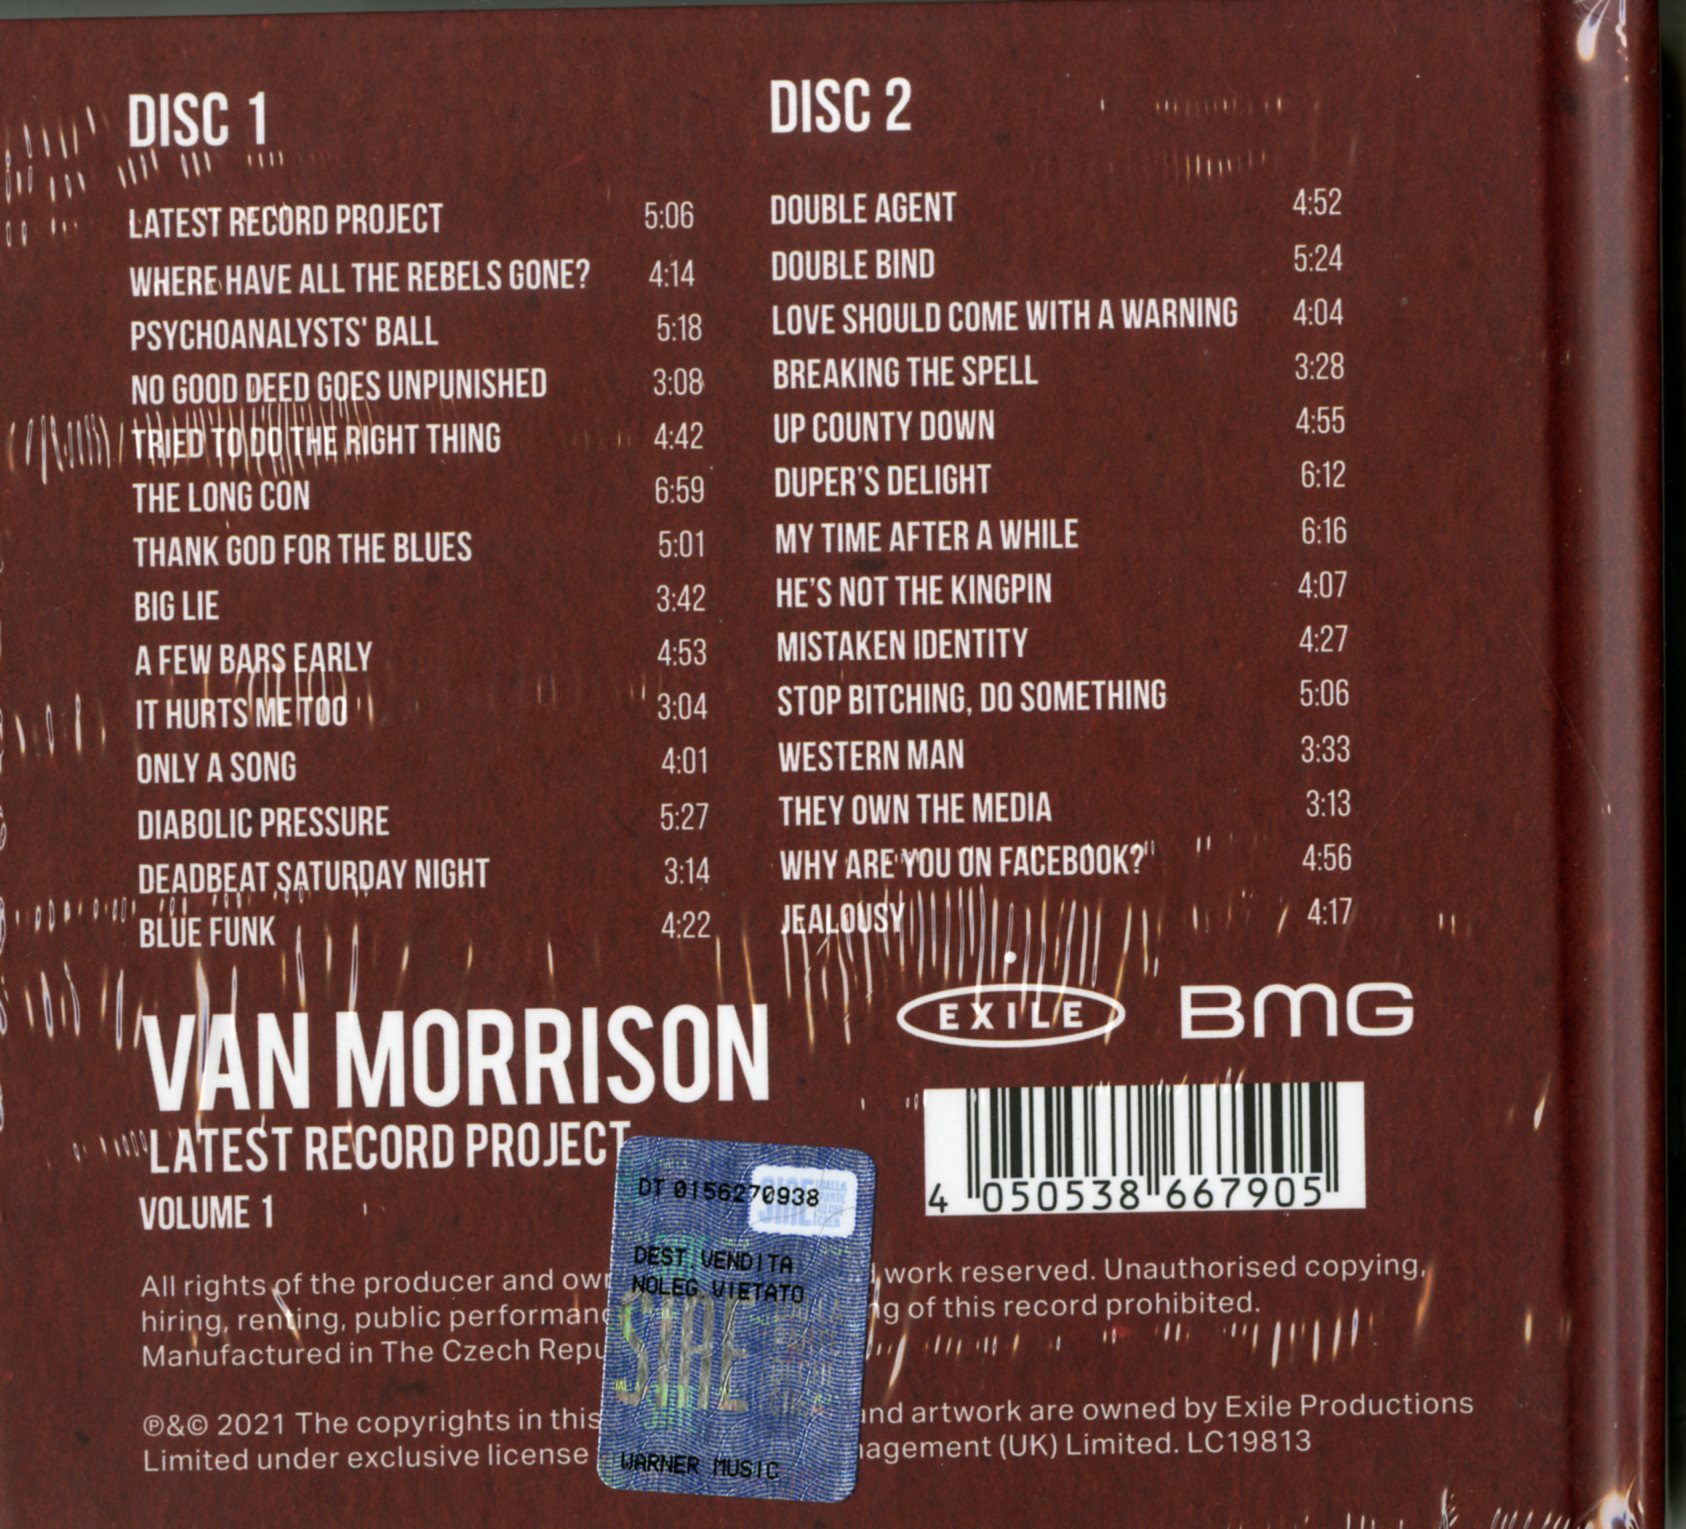 DISC 1
LATEST RECORD PROJECT 5:06
WHERE HAVE ALL THE REBELS GONE? 4:14
PSYCHOANALYSTS' BALL 5:18
NO GOOD DEED GOES UNPUNISHED 3:08
TRIED TO DO THE RIGHT THING 4:42
THE LONG CON 6:59
THANK GOD FOR THE BLUES 5:01
BIG LIE 3:42
A FEW BARS EARLY 4:53
IT HURTS ME TOO 3:04
ONLY A SONG 4:01
DIABOLIC PRESSURE 5:27
DEADBEAT SATURDAY NIGHT 3:14
BLUE FUNK 4:22
DISC 2
DOUBLE AGENT 4:52
DOUBLE BIND 5:24
LOVE SHOULD COME WITH A WARNING 4:04
BREAKING THE SPELL 3:28
UP COUNTY DOWN 4:55
DUPER'S DELIGHT 6:12
MY TIME AFTER A WHILE 6:16
HE'S NOT THE KINGPIN 4:07
MISTAKEN IDENTITY 4:27
STOP BITCHING, DO SOMETHING 5:06
WESTERN MAN 3:33
THEY OWN THE MEDIA 3:13
WHY ARE YOU ON FACEBOOK? 4:56
JEALOUSY 4:17
EXILE BMG
VAN MORRISON
LATEST RECORD PROJECT
VOLUME 1
4 050538 667905
DT 0156270938
DEST.VENDITA
NOLEG.VIETATO
SIAE
WARNER MUSIC
All rights of the producer and work reserved. Unauthorised copying,
hiring, renting, public of this record prohibited.
Manufactured in The Czech
℗&© 2021 The copyrights in this and artwork are owned by Exile Productions
Limited under exclusive license (UK) Limited. LC19813